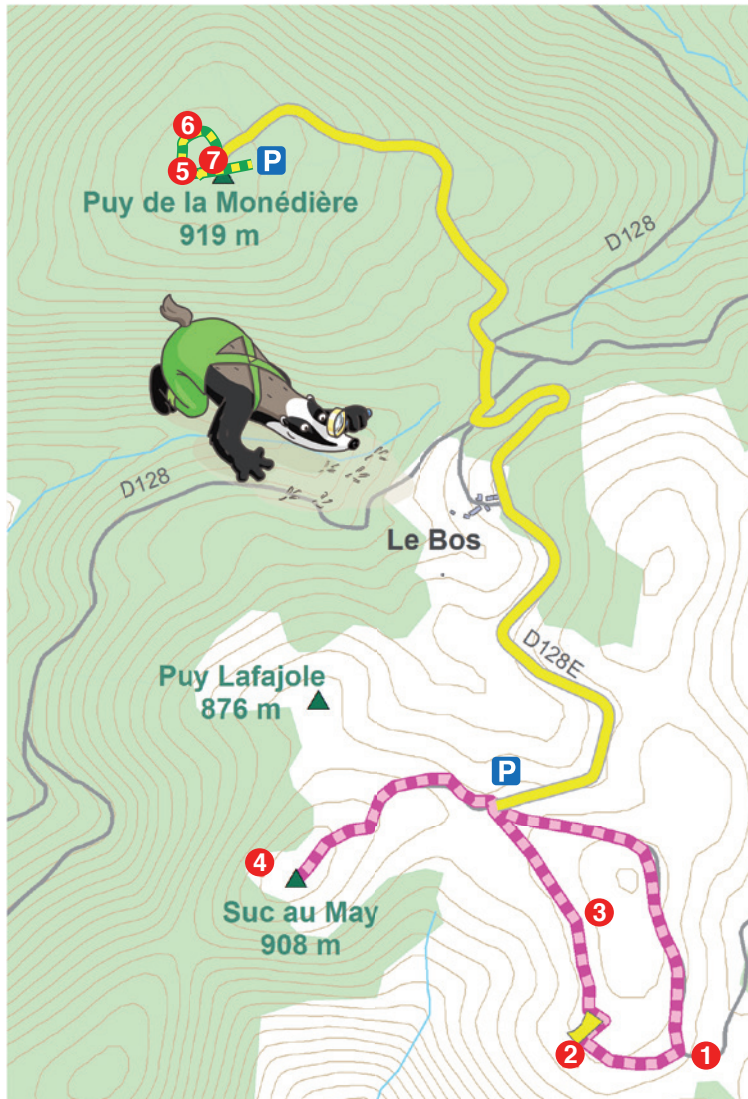 6
5
7
P
Puy de la Monédière
919 m
D128
D128
Le Bos
D128E
Puy Lafajole
876 m
P
4
Suc au May
908 m
3
2
1